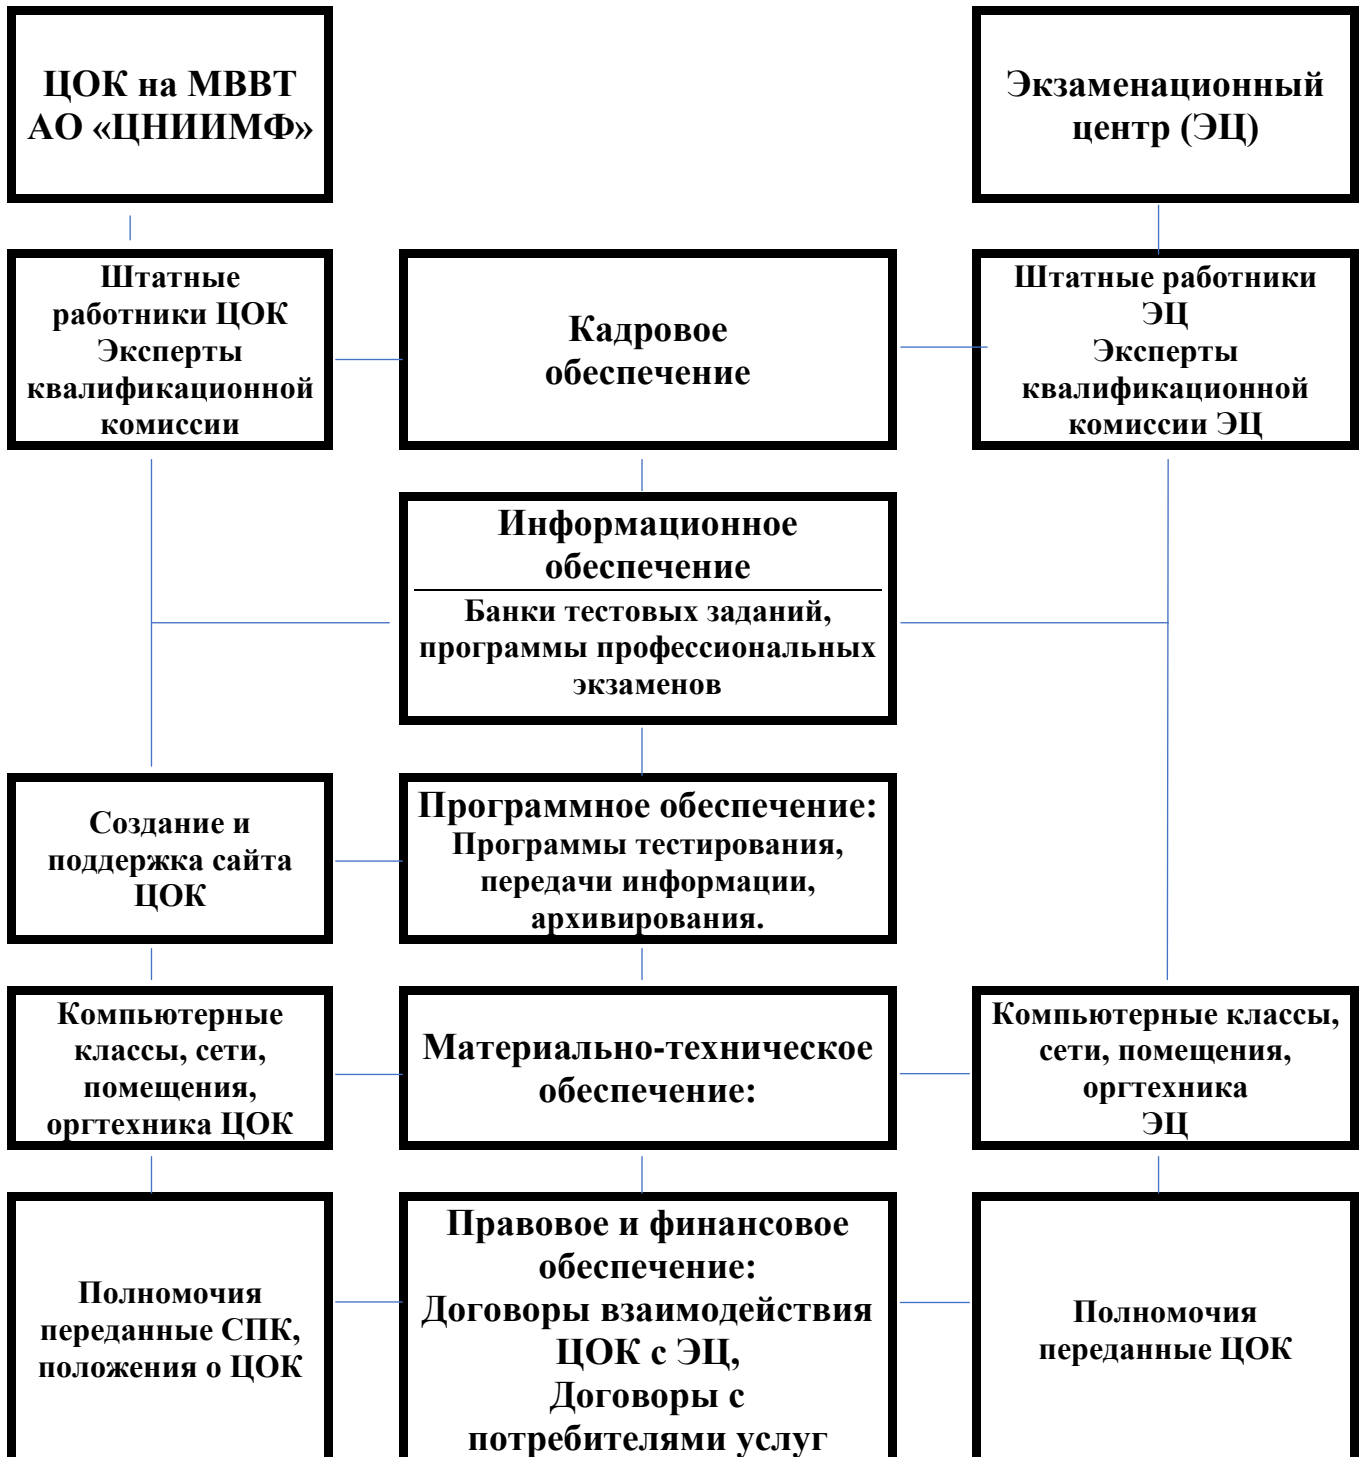 ЦОК на МВВТ
АО «ЦНИИМФ»
Экзаменационный
центр (ЭЦ)
Штатные
работники ЦОК
Эксперты
квалификационной
комиссии
Кадровое
обеспечение
Штатные работники
ЭЦ
Эксперты
квалификационной
комиссии ЭЦ
Информационное
обеспечение
Банки тестовых заданий,
программы профессиональных
экзаменов
Создание и
поддержка сайта
ЦОК
Программное обеспечение:
Программы тестирования,
передачи информации,
архивирования.
Компьютерные
классы, сети,
помещения,
оргтехника ЦОК
Материально-техническое
обеспечение:
Компьютерные классы,
сети, помещения,
оргтехника
ЭЦ
Полномочия
переданные СПК,
положения о ЦОК
Правовое и финансовое
обеспечение:
Договоры взаимодействия
ЦОК с ЭЦ,
Договоры с
потребителями услуг
Полномочия
переданные ЦОК